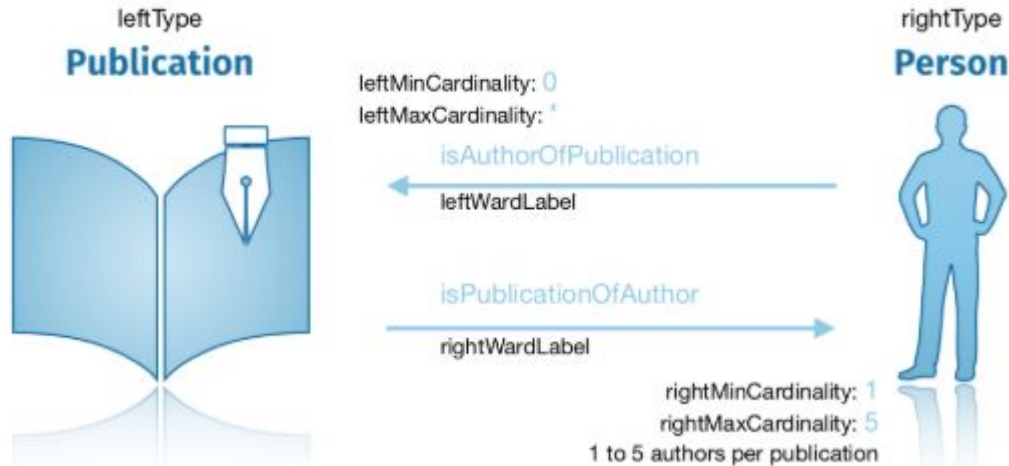 leftType
Publication
rightType
Person
leftMinCardinality: 0
leftMaxCardinality: *
isAuthorOfPublication
leftWardLabel
isPublicationOfAuthor
rightWardLabel
rightMinCardinality: 1
rightMaxCardinality: 5
1 to 5 authors per publication